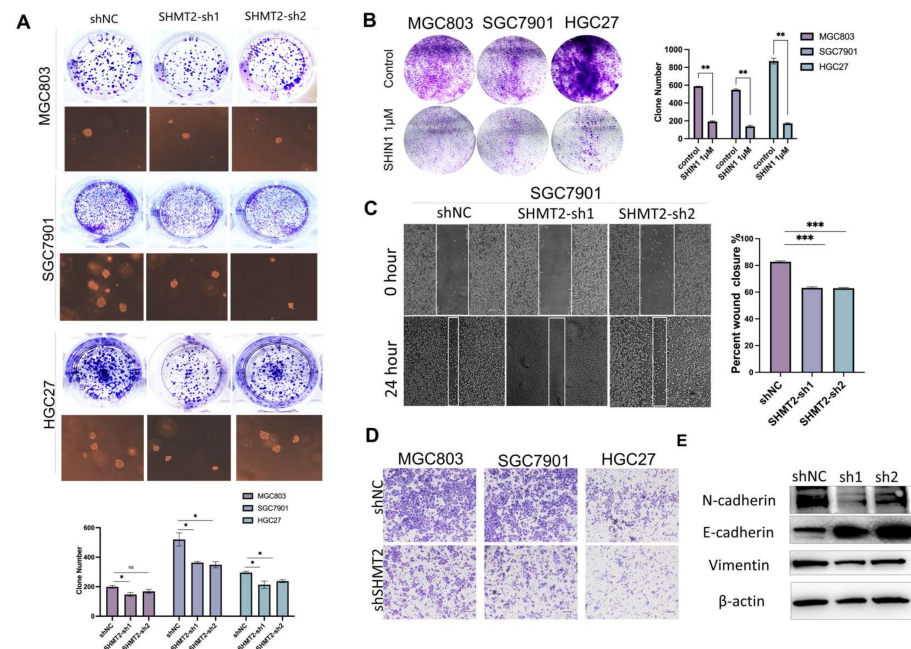 A
shNC SHMT2-sh1 SHMT2-sh2
MGC803
SGC7901
HGC27
MGC803
SGC7901
HGC27
Clone Number
600
400
200
0
ns
*
*
*
*
*
shNC
SHMT2-sh1
SHMT2-sh2
shNC
SHMT2-sh1
SHMT2-sh2
shNC
SHMT2-sh1
SHMT2-sh2
B
MGC803 SGC7901 HGC27
Control
SHIN1 1μM
MGC803
SGC7901
HGC27
Clone Number
1000
800
600
400
200
0
** ** **
control
SHIN1 1μM
control
SHIN1 1μM
control
SHIN1 1μM
C
SGC7901
shNC SHMT2-sh1 SHMT2-sh2
0 hour
24 hour
Percent wound closure %
100
80
60
40
20
0
***
***
shNC
SHMT2-sh1
SHMT2-sh2
D
MGC803 SGC7901 HGC27
shNC
shSHMT2
E
shNC sh1 sh2
N-cadherin
E-cadherin
Vimentin
β-actin